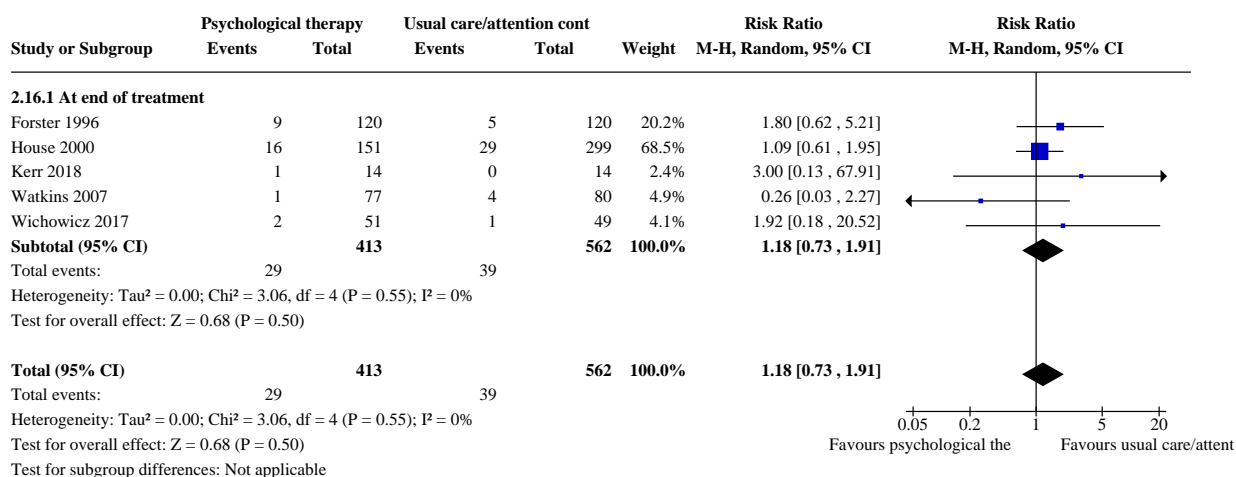 Psychological therapy Usual care/attention cont Risk Ratio Risk Ratio
Study or Subgroup Events Total Events Total Weight M-H, Random, 95% CI M-H, Random, 95% CI
2.16.1 At end of treatment
Forster 1996 9 120 5 120 20.2% 1.80 [0.62 , 5.21]
House 2000 16 151 29 299 68.5% 1.09 [0.61 , 1.95]
Kerr 2018 1 14 0 14 2.4% 3.00 [0.13 , 67.91]
Watkins 2007 1 77 4 80 4.9% 0.26 [0.03 , 2.27]
Wichowicz 2017 2 51 1 49 4.1% 1.92 [0.18 , 20.52]
Subtotal (95% CI) 413 562 100.0% 1.18 [0.73 , 1.91]
Total events: 29 39
Heterogeneity: Tau² = 0.00; Chi² = 3.06, df = 4 (P = 0.55); I² = 0%
Test for overall effect: Z = 0.68 (P = 0.50)
Total (95% CI) 413 562 100.0% 1.18 [0.73 , 1.91]
Total events: 29 39
Heterogeneity: Tau² = 0.00; Chi² = 3.06, df = 4 (P = 0.55); I² = 0%
0.05 0.2 1 5 20
Test for overall effect: Z = 0.68 (P = 0.50)
Favours psychological the Favours usual care/attent
Test for subgroup differences: Not applicable